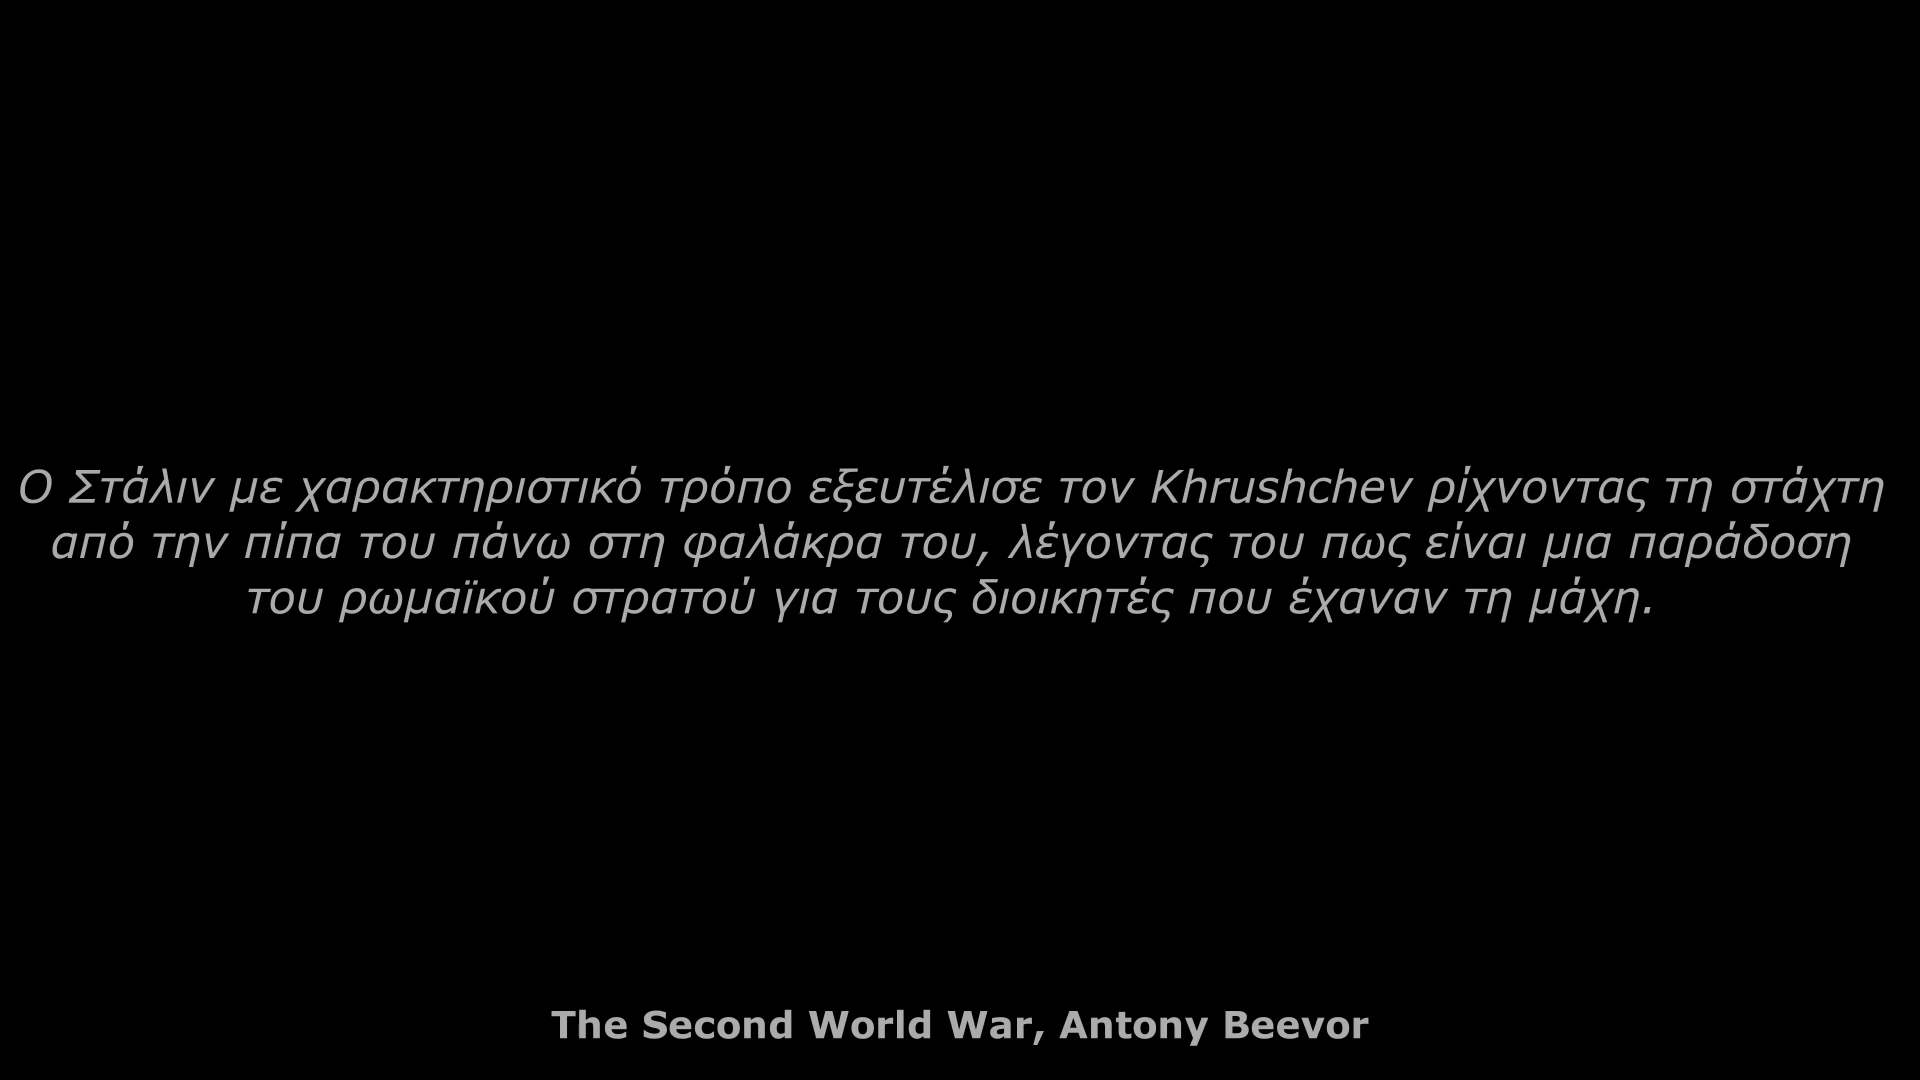 Ο Στάλιν με χαρακτηριστικό τρόπο εξευτέλισε τον Khrushchev ρίχνοντας τη στάχτη
από την πίπα του πάνω στη φαλάκρα του, λέγοντας του πως είναι μια παράδοση
του ρωμαϊκού στρατού για τους διοικητές που έχαναν τη μάχη.
The Second World War, Antony Beevor